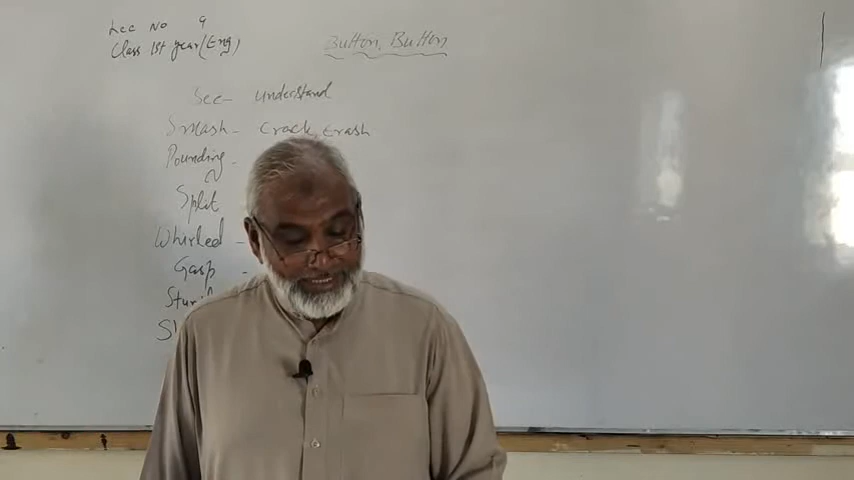 Lec No 9
Class 1st year (Eng)
Button, Button
See - Understand
Smash - Crack, Crash
Pounding -
Split
Whirled -
Gasp -